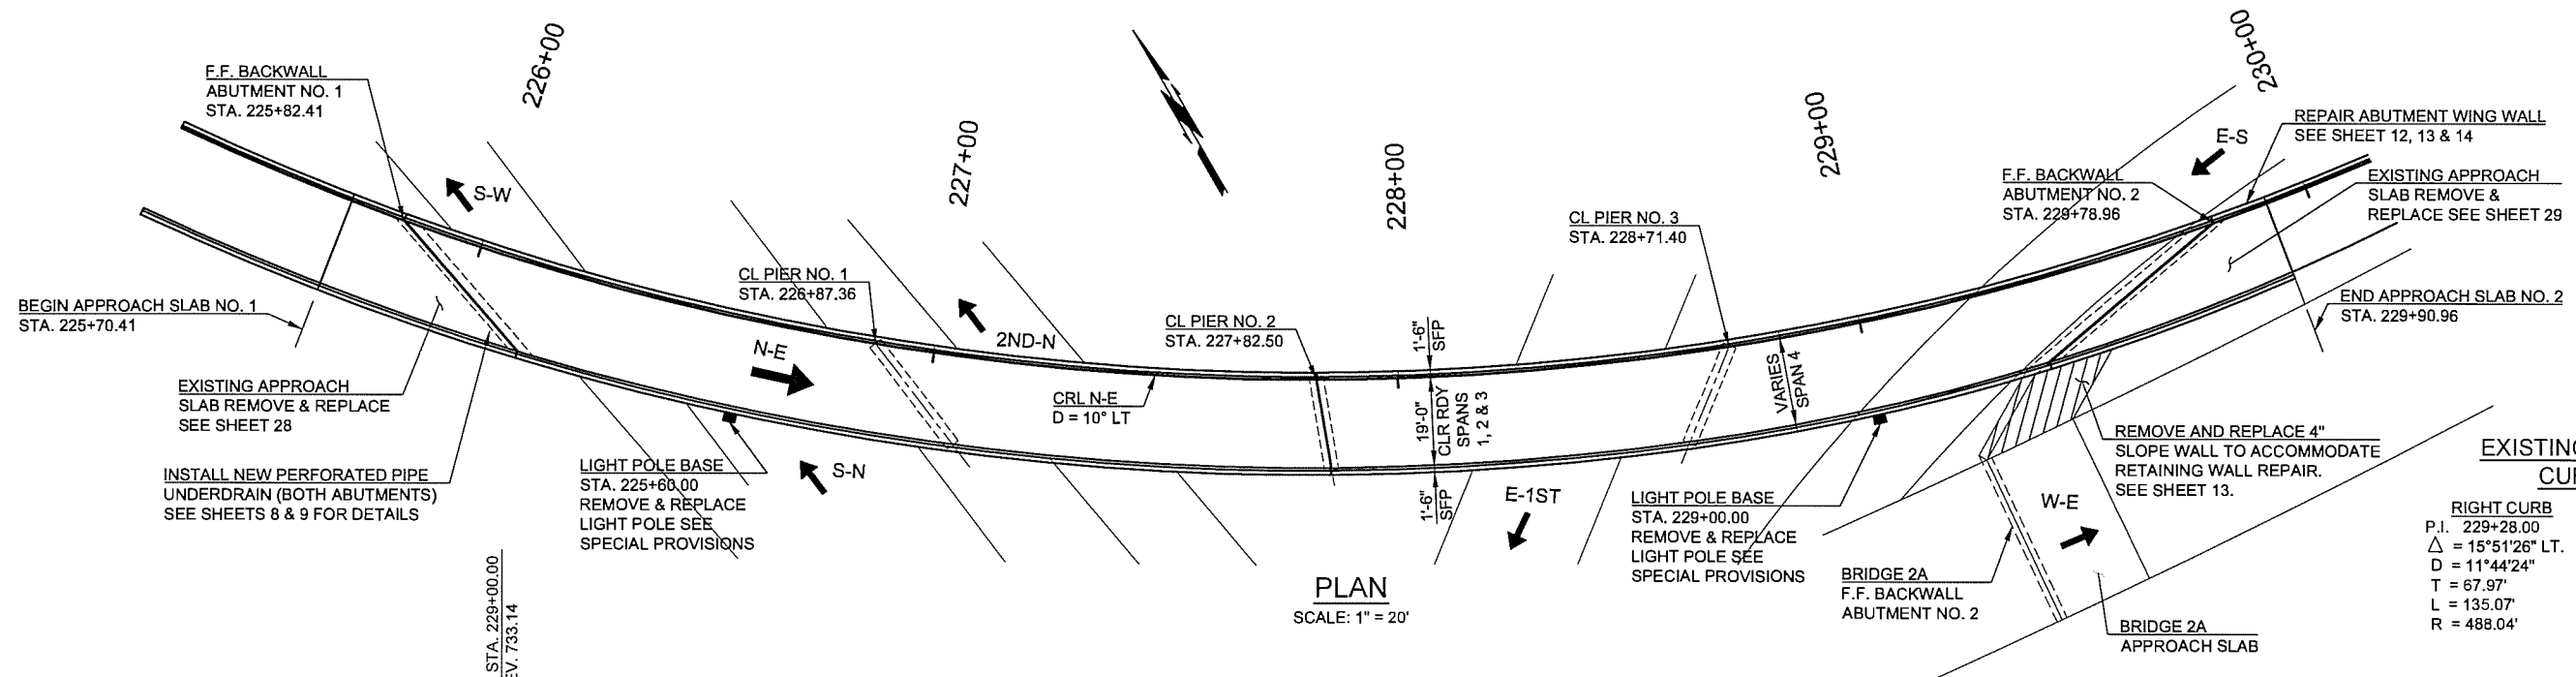 226+00
227+00
228+00
229+00
230+00
F.F. BACKWALL
ABUTMENT NO. 1
STA. 225+82.41
S-W
BEGIN APPROACH SLAB NO. 1
STA. 225+70.41
EXISTING APPROACH
SLAB REMOVE & REPLACE
SEE SHEET 28
INSTALL NEW PERFORATED PIPE
UNDERDRAIN (BOTH ABUTMENTS)
SEE SHEETS 8 & 9 FOR DETAILS
STA. 229+00.00
EV. 733.14
CL PIER NO. 1
STA. 226+87.36
N-E
2ND-N
LIGHT POLE BASE
STA. 225+60.00
REMOVE & REPLACE
LIGHT POLE SEE
SPECIAL PROVISIONS
S-N
CRL N-E
D = 10° LT
CL PIER NO. 2
STA. 227+82.50
1'-6"
SFP
19'-0"
CLR RDY
SPANS
1, 2 & 3
1'-6"
SFP
E-1ST
CL PIER NO. 3
STA. 228+71.40
VARIES
SPAN 4
LIGHT POLE BASE
STA. 229+00.00
REMOVE & REPLACE
LIGHT POLE SEE
SPECIAL PROVISIONS
F.F. BACKWALL
ABUTMENT NO. 2
STA. 229+78.96
E-S
REPAIR ABUTMENT WING WALL
SEE SHEET 12, 13 & 14
EXISTING APPROACH
SLAB REMOVE &
REPLACE SEE SHEET 29
END APPROACH SLAB NO. 2
STA. 229+90.96
REMOVE AND REPLACE 4"
SLOPE WALL TO ACCOMMODATE
RETAINING WALL REPAIR.
SEE SHEET 13.
W-E
BRIDGE 2A
F.F. BACKWALL
ABUTMENT NO. 2
BRIDGE 2A
APPROACH SLAB
PLAN
SCALE: 1" = 20'
EXISTING
CU
RIGHT CURB
P.I. 229+28.00
Δ = 15°51'26" LT.
D = 11°44'24"
T = 67.97'
L = 135.07'
R = 488.04'